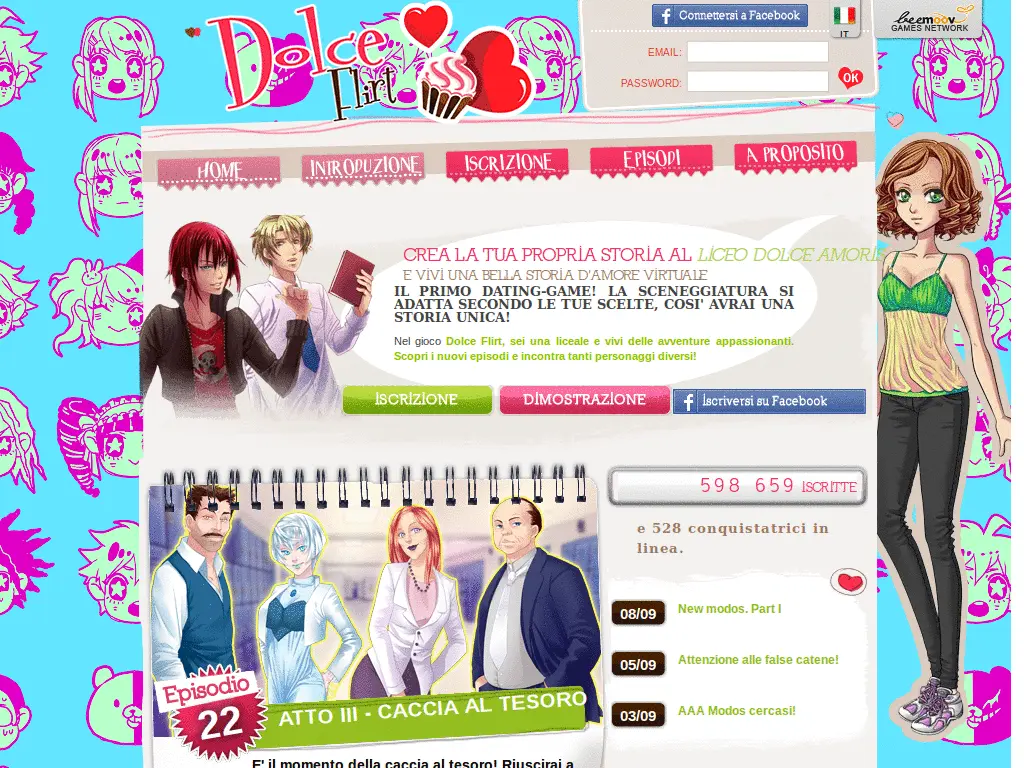 Dolce
Flirt
Connettersi a Facebook
IT
beemoov
GAMES NETWORK
EMAIL:
PASSWORD:
OK
HOME
INTRODUZIONE
ISCRIZIONE
EPISODI
A PROPOSITO
CREA LA TUA PROPRIA STORIA AL LICEO DOLCE AMORIS
E VIVI UNA BELLA STORIA D'AMORE VIRTUALE
IL PRIMO DATING-GAME! LA SCENEGGIATURA SI
ADATTA SECONDO LE TUE SCELTE, COSI' AVRAI UNA
STORIA UNICA!
Nel gioco Dolce Flirt, sei una liceale e vivi delle avventure appassionanti.
Scopri i nuovi episodi e incontra tanti personaggi diversi!
ISCRIZIONE
DIMOSTRAZIONE
Iscriversi su Facebook
598 659 ISCRITTE
e 528 conquistatrici in
linea.
08/09
New modos. Part I
05/09
Attenzione alle false catene!
03/09
AAA Modos cercasi!
Episodio
22
ATTO III - CACCIA AL TESORO
E' il momento della caccia al tesoro! Riuscirai a